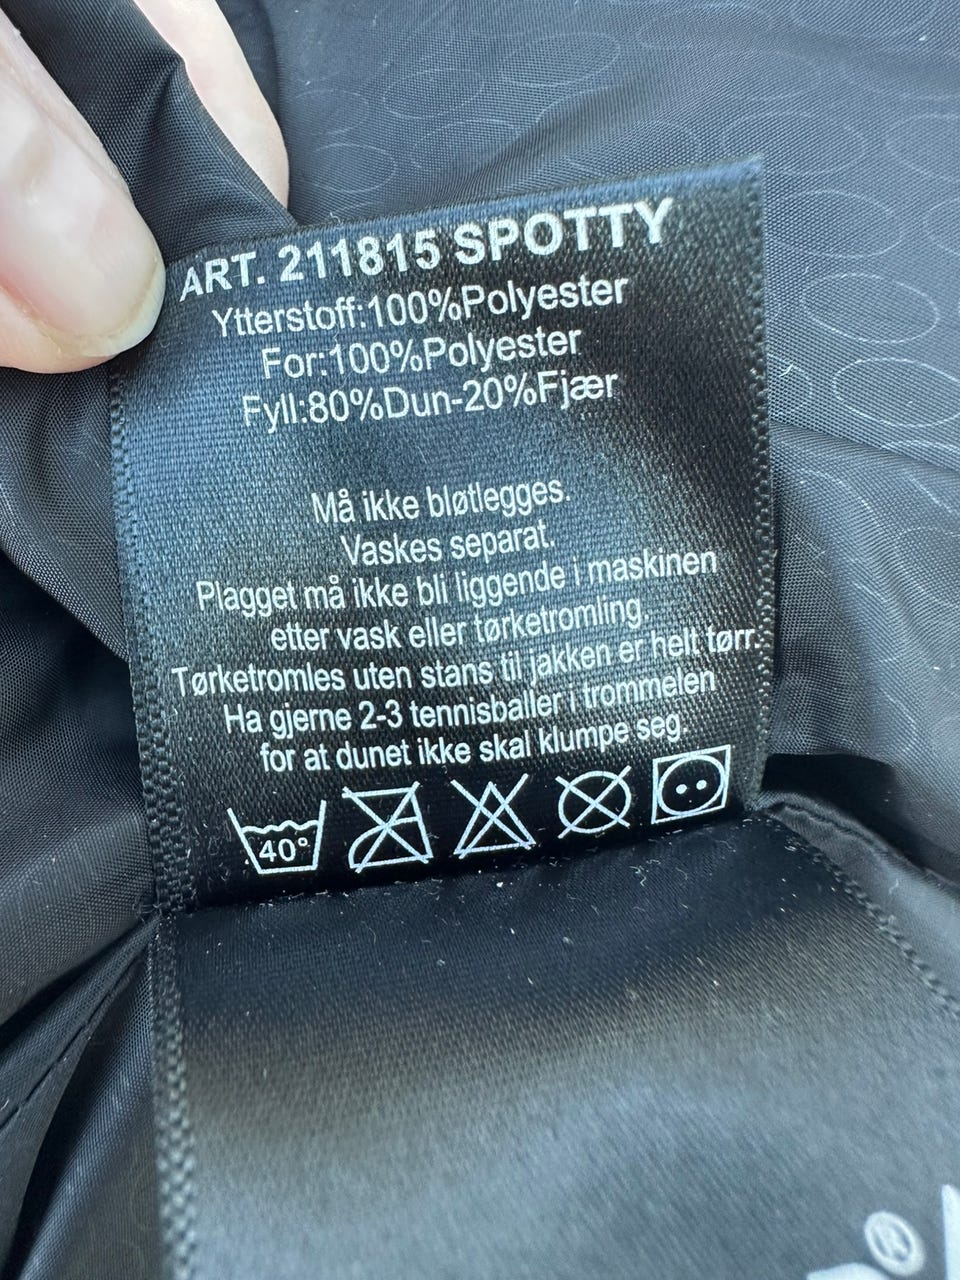 ART. 211815 SPOTTY
Ytterstoff:100%Polyester
For:100%Polyester
Fyll:80%Dun-20%Fjær
Må ikke bløtlegges.
Vaskes separat.
Plagget må ikke bli liggende i maskinen
etter vask eller tørketromling.
Tørketromles uten stans til jakken er helt tørr.
Ha gjerne 2-3 tennisballer i trommelen
for at dunet ikke skal klumpe seg.
40°
®